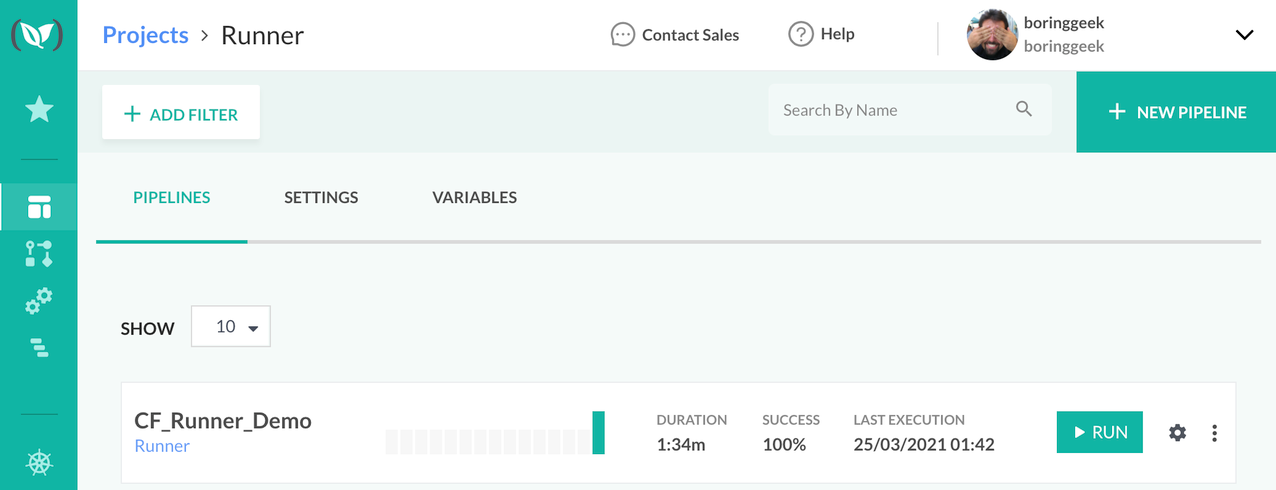 Projects > Runner
Contact Sales
Help
boringgeek
boringgeek
+ ADD FILTER
Search By Name
+ NEW PIPELINE
PIPELINES
SETTINGS
VARIABLES
SHOW
10
CF_Runner_Demo
Runner
DURATION
1:34m
SUCCESS
100%
LAST EXECUTION
25/03/2021 01:42
RUN